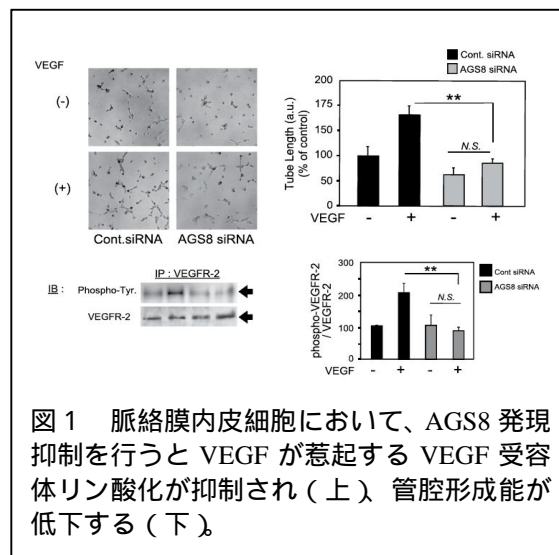 VEGF
(-)
(+)
Cont.siRNA AGS8 siRNA
IP : VEGFR-2
IB : Phospho-Tyr.
VEGFR-2
Cont. siRNA
AGS8 siRNA
Tube Length (a.u.)
(% of control)
200
175
150
100
50
0
**
N.S.
VEGF - + - +
Cont siRNA
AGS8 siRNA
phospho-VEGFR-2
/ VEGFR-2
300
200
100
0
**
N.S.
VEGF - + - +
図1 脈絡膜内皮細胞において、AGS8 発現
抑制を行うと VEGF が惹起する VEGF 受容
体リン酸化が抑制され(上)、管腔形成能が
低下する(下)。